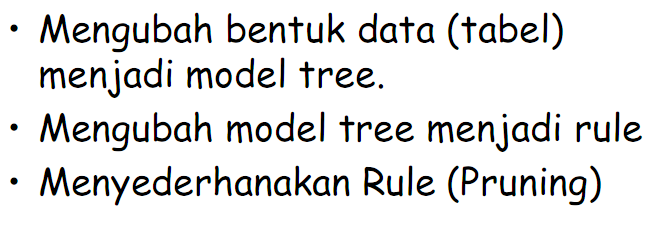 • Mengubah bentuk data (tabel)
menjadi model tree.
• Mengubah model tree menjadi rule
• Menyederhanakan Rule (Pruning)